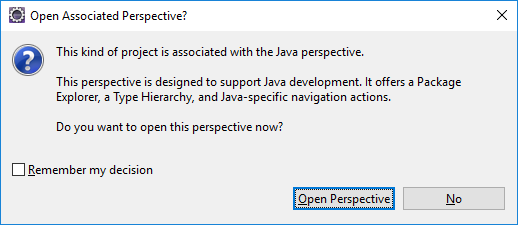 Open Associated Perspective?
This kind of project is associated with the Java perspective.
This perspective is designed to support Java development. It offers a Package
Explorer, a Type Hierarchy, and Java-specific navigation actions.
Do you want to open this perspective now?
Remember my decision
Open Perspective
No